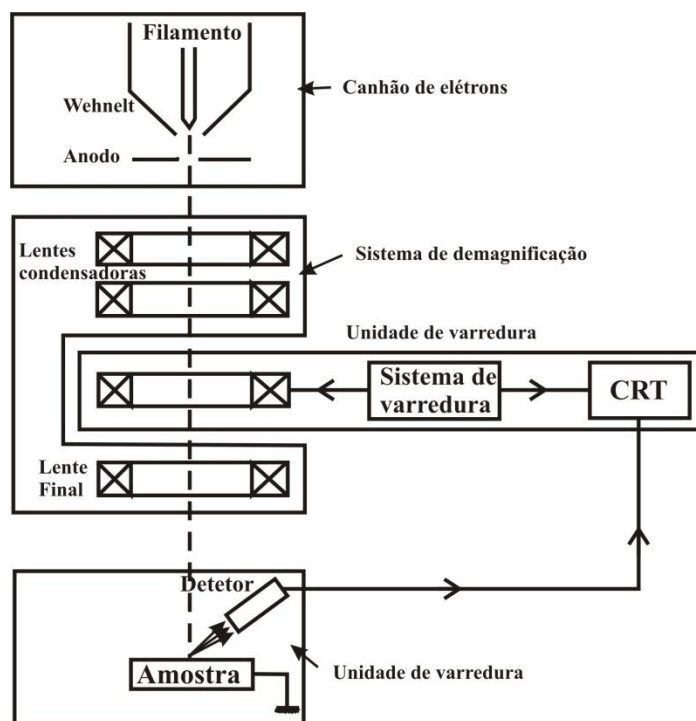 Filamento
Wehnelt
Canhão de elétrons
Anodo
Lentes
condensadoras
Sistema de demagnificação
Unidade de varredura
Sistema de
varredura
CRT
Lente
Final
Detetor
Amostra
Unidade de varredura